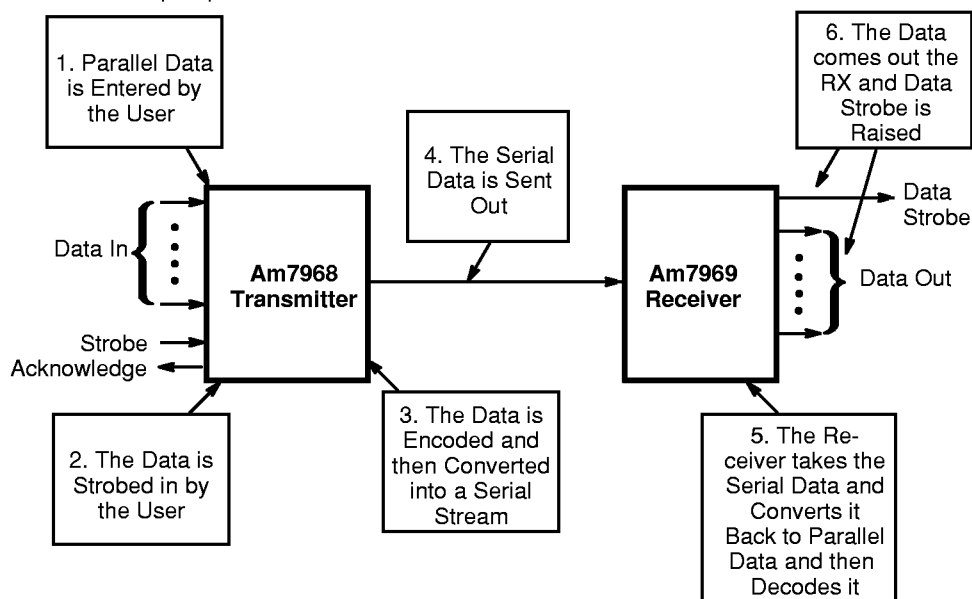 1. Parallel Data
is Entered by
the User
6. The Data
comes out the
RX and Data
Strobe is
Raised
4. The Serial
Data is Sent
Out
Data In
Strobe
Acknowledge
Am7968
Transmitter
Am7969
Receiver
Data
Strobe
Data Out
2. The Data is
Strobed in by
the User
3. The Data is
Encoded and
then Converted
into a Serial
Stream
5. The Re-
ceiver takes the
Serial Data and
Converts it
Back to Parallel
Data and then
Decodes it